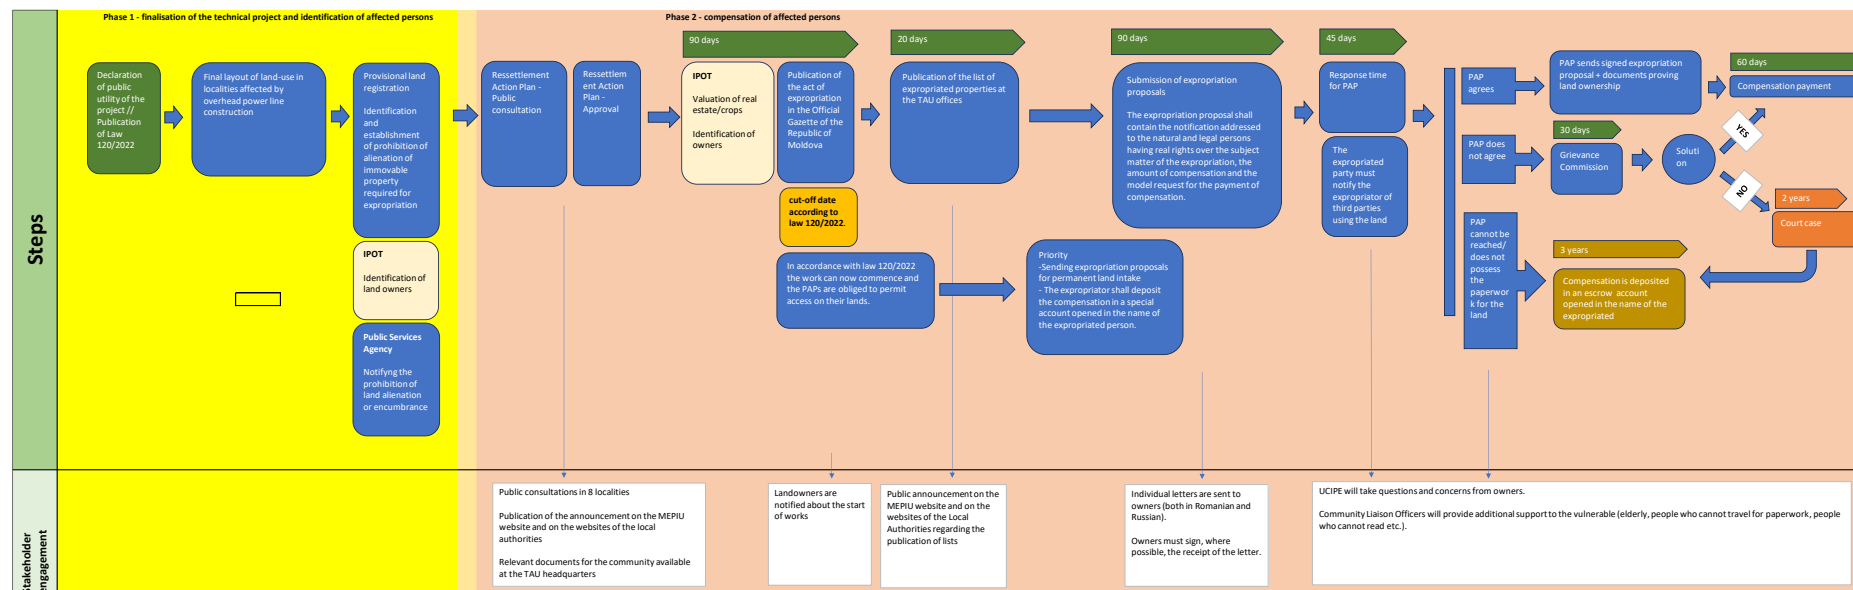 Phase 1 - finalisation of the technical project and identification of affected persons
Phase 2 - compensation of affected persons
Steps
Declaration
of public
utility of the
project //
Publication
of Law
120/2022
Final layout of land-use in
localities affected by
overhead power line
construction
Provisional land
registration
Identification
and
establishment
of prohibition of
alienation of
immovable
property
required for
expropriation
IPOT
Identification of
land owners
Public Services
Agency
Notifyng the
prohibition of
land alienation
or encumbrance
Ressettlement
Action Plan -
Public
consultation
Ressettlem
ent Action
Plan -
Approval
90 days
IPOT
Valuation of real
estate/crops
Identification of
owners
Publication of
the act of
expropriation
in the Official
Gazette of the
Republic of
Moldova
cut-off date
according to
law 120/2022.
In accordance with law 120/2022
the work can now commence and
the PAPs are obliged to permit
access on their lands.
20 days
Publication of the list of
expropriated properties at
the TAU offices
Priority
-Sending expropriation proposals
for permanent land intake
- The expropriator shall deposit
the compensation in a special
account opened in the name of
the expropriated person.
90 days
Submission of expropriation
proposals
The expropriation proposal shall
contain the notification addressed
to the natural and legal persons
having real rights over the subject
matter of the expropriation, the
amount of compensation and the
model request for the payment of
compensation.
45 days
Response time
for PAP
The
expropriated
party must
notify the
expropriator of
third parties
using the land
PAP
agrees
PAP sends signed expropriation
proposal + documents proving
land ownership
60 days
Compensation payment
PAP does
not agree
30 days
Grievance
Commission
Soluti
on
YES
NO
2 years
Court case
PAP
cannot be
reached/
does not
possess
the
paperwor
k for the
land
3 years
Compensation is deposited
in an escrow account
opened in the name of the
expropriated
Stakeholder
engagement
Public consultations in 8 localities
Publication of the announcement on the MEPIU
website and on the websites of the local
authorities
Relevant documents for the community available
at the TAU headquarters
Landowners are
notified about the start
of works
Public announcement on the
MEPIU website and on the
websites of the Local
Authorities regarding the
publication of lists
Individual letters are sent to
owners (both in Romanian and
Russian).
Owners must sign, where
possible, the receipt of the letter.
UCIPE will take questions and concerns from owners.
Community Liaison Officers will provide additional support to the vulnerable (elderly, people who cannot travel for paperwork, people
who cannot read etc.).